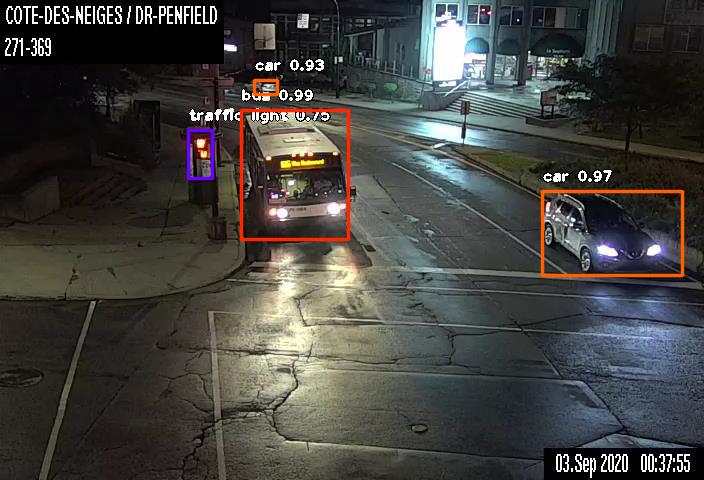 COTE-DES-NEIGES / DR-PENFIELD
271-369
car 0.93
bus 0.99
traffic light 0.75
car 0.97
03.Sep 2020 00:37:55